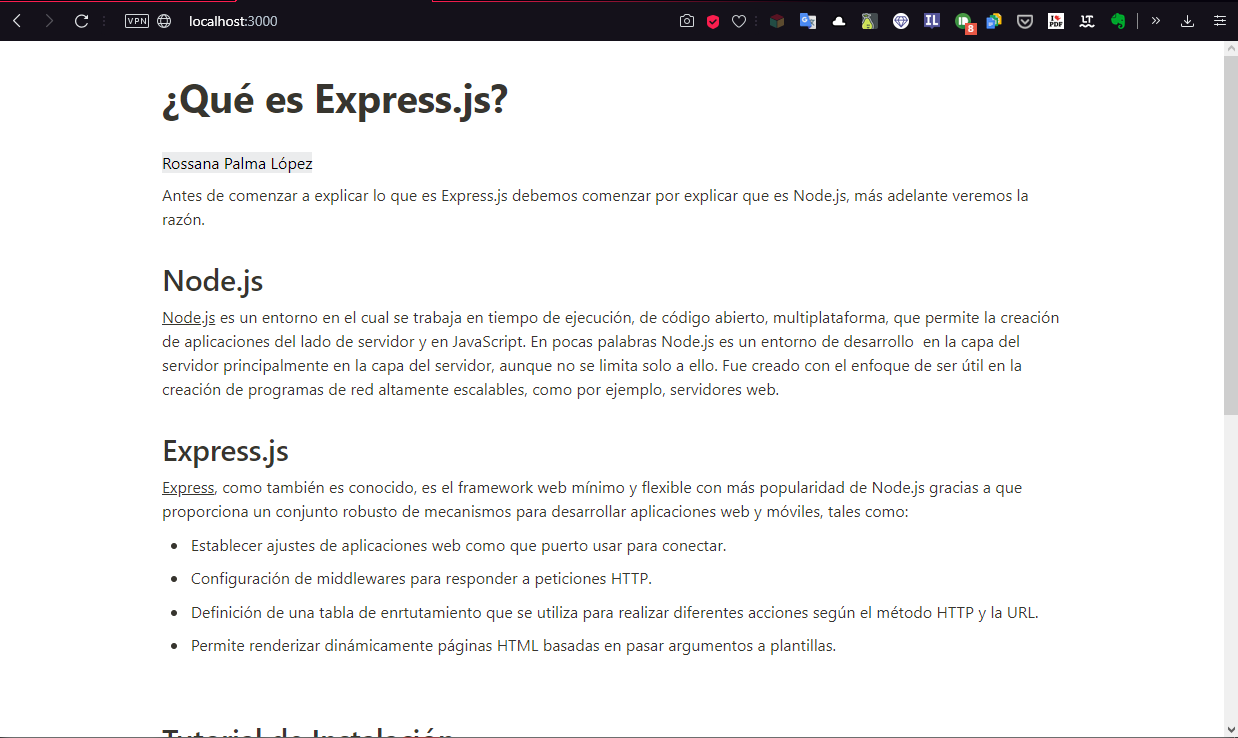 VPN
localhost:3000
IL
8
I PDF
LT
¿Qué es Express.js?
Rossana Palma López
Antes de comenzar a explicar lo que es Express.js debemos comenzar por explicar que es Node.js, más adelante veremos la
razón.
Node.js
Node.js es un entorno en el cual se trabaja en tiempo de ejecución, de código abierto, multiplataforma, que permite la creación
de aplicaciones del lado de servidor y en JavaScript. En pocas palabras Node.js es un entorno de desarrollo  en la capa del
servidor principalmente en la capa del servidor, aunque no se limita solo a ello. Fue creado con el enfoque de ser útil en la
creación de programas de red altamente escalables, como por ejemplo, servidores web.
Express.js
Express, como también es conocido, es el framework web mínimo y flexible con más popularidad de Node.js gracias a que
proporciona un conjunto robusto de mecanismos para desarrollar aplicaciones web y móviles, tales como:
• Establecer ajustes de aplicaciones web como que puerto usar para conectar.
• Configuración de middlewares para responder a peticiones HTTP.
• Definición de una tabla de enrtutamiento que se utiliza para realizar diferentes acciones según el método HTTP y la URL.
• Permite renderizar dinámicamente páginas HTML basadas en pasar argumentos a plantillas.
Tutorial de Instalación